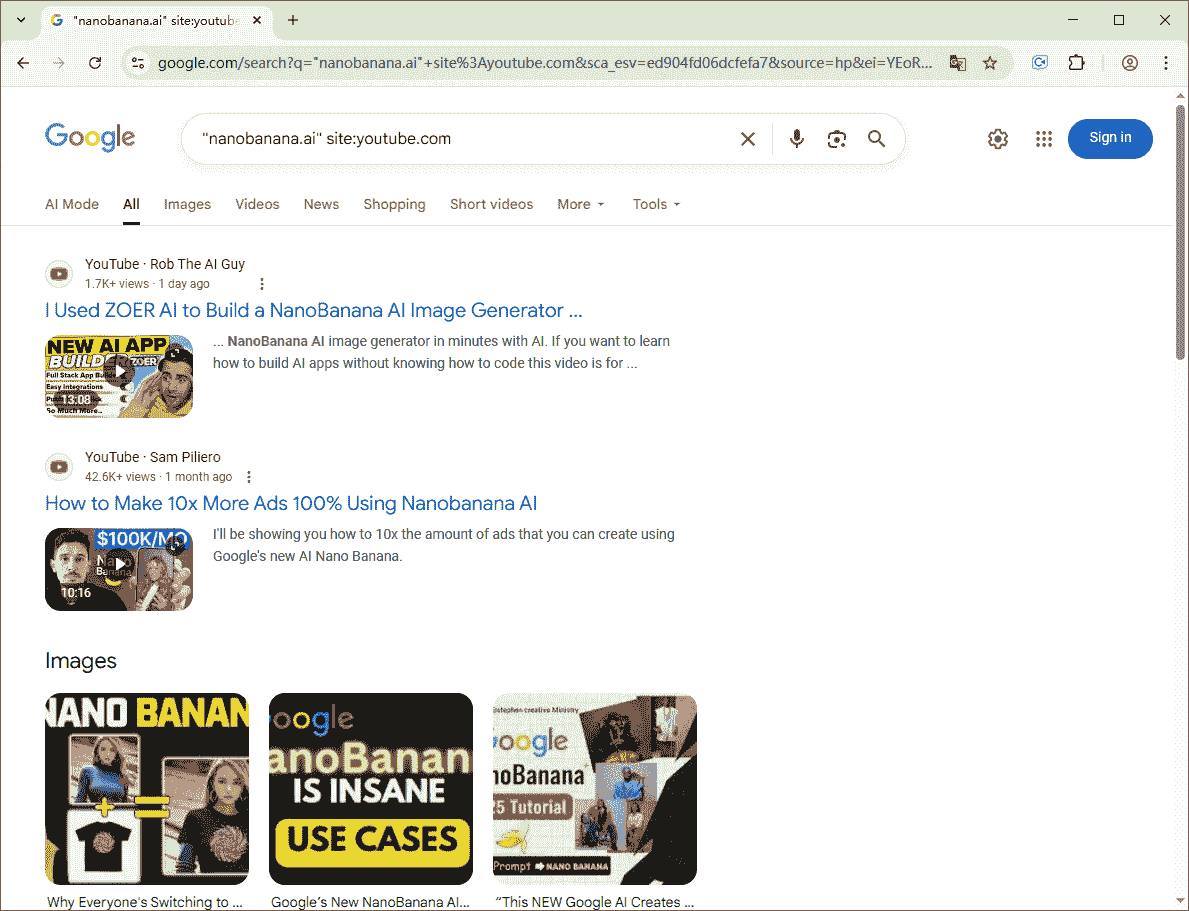 "nanobanana.ai" site:youtube
google.com/search?q="nanobanana.ai"+site%3Ayoutube.com&sca_esv=ed904fd06dcfefa7&source=hp&ei=YEoR...
Google
"nanobanana.ai" site:youtube.com
Sign in
AI Mode All Images Videos News Shopping Short videos More Tools
YouTube · Rob The AI Guy
1.7K+ views · 1 day ago
I Used ZOER AI to Build a NanoBanana AI Image Generator ...
NEW AI APP
BUILDER ZOER
Full Stack App Builder
Easy Integrations
13:08
So Much More...
... NanoBanana AI image generator in minutes with AI. If you want to learn
how to build AI apps without knowing how to code this video is for ...
YouTube · Sam Piliero
42.6K+ views · 1 month ago
How to Make 10x More Ads 100% Using Nanobanana AI
$100K/MO
Nano
Banana
10:16
I'll be showing you how to 10x the amount of ads that you can create using
Google's new AI Nano Banana.
Images
NANO BANAN
oogle
anoBanan
IS INSANE
USE CASES
Stephen creative Ministry
oogle
noBanana
25 Tutorial
Prompt NANO BANANA
Why Everyone's Switching to ...
Google's New NanoBanana AI...
“This NEW Google AI Creates ...